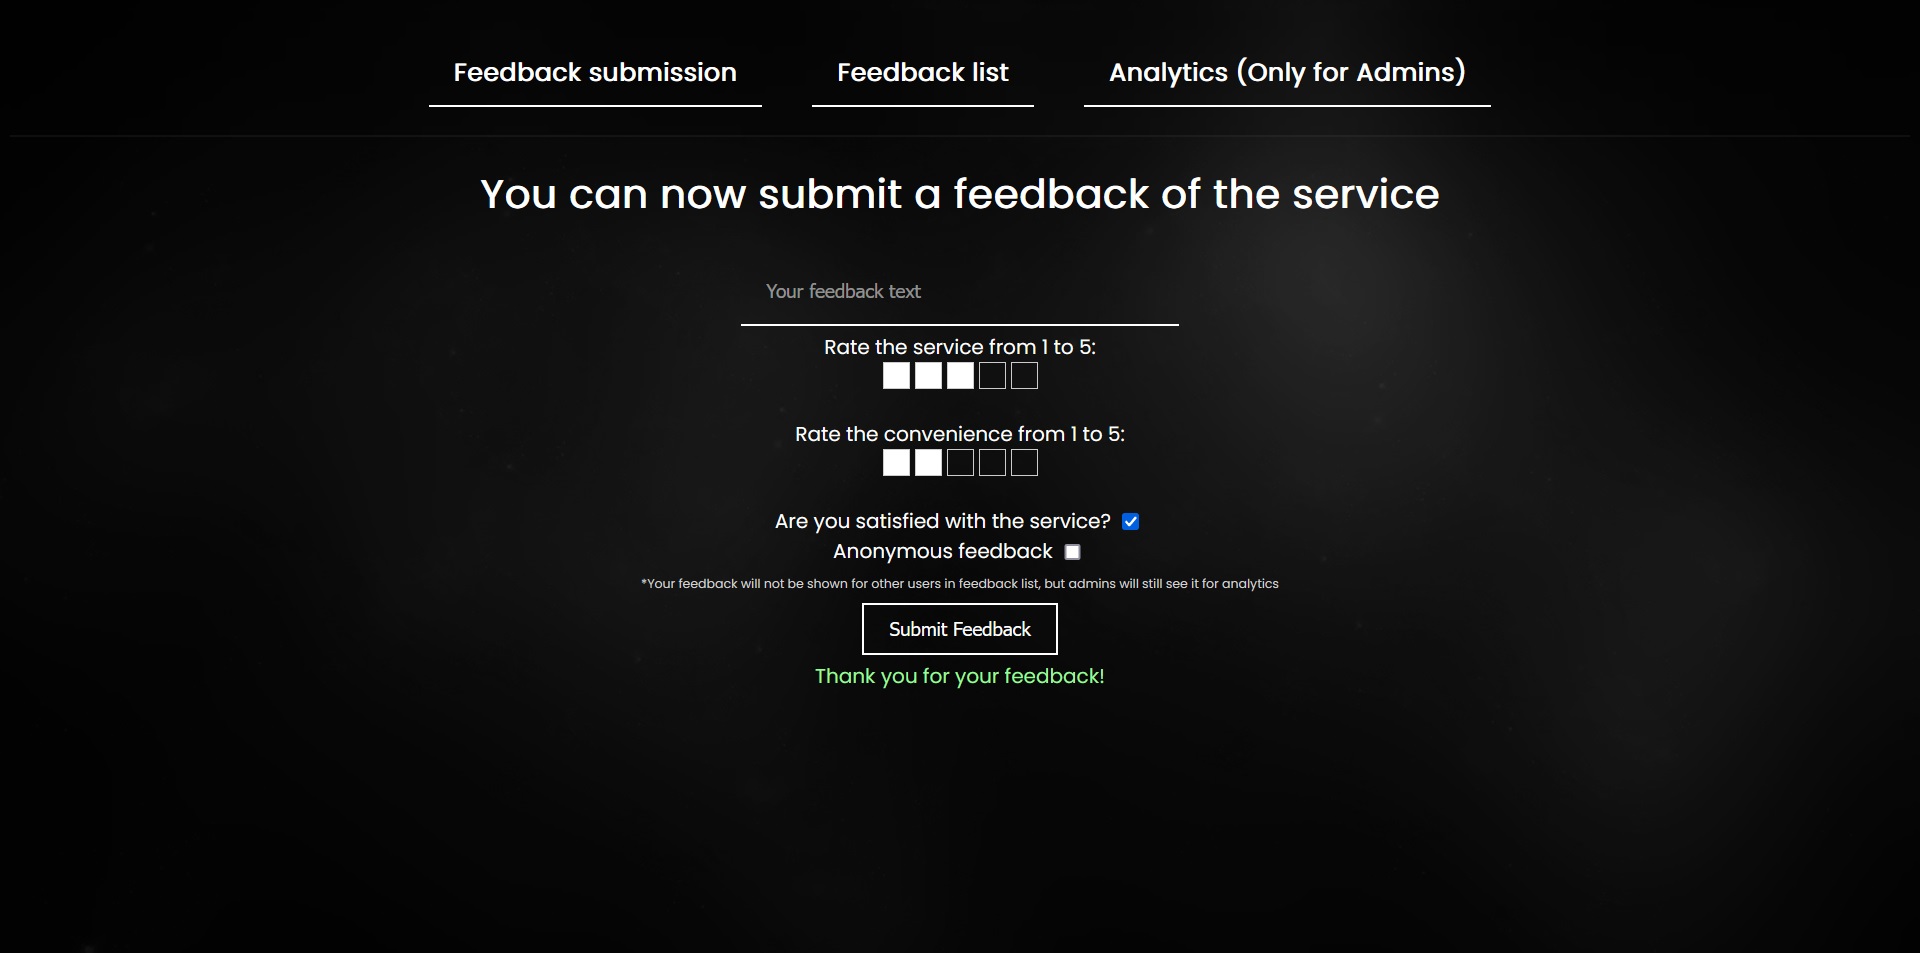 Feedback submission
Feedback list
Analytics (Only for Admins)
You can now submit a feedback of the service
Your feedback text
Rate the service from 1 to 5:
Rate the convenience from 1 to 5:
Are you satisfied with the service?
Anonymous feedback
*Your feedback will not be shown for other users in feedback list, but admins will still see it for analytics
Submit Feedback
Thank you for your feedback!